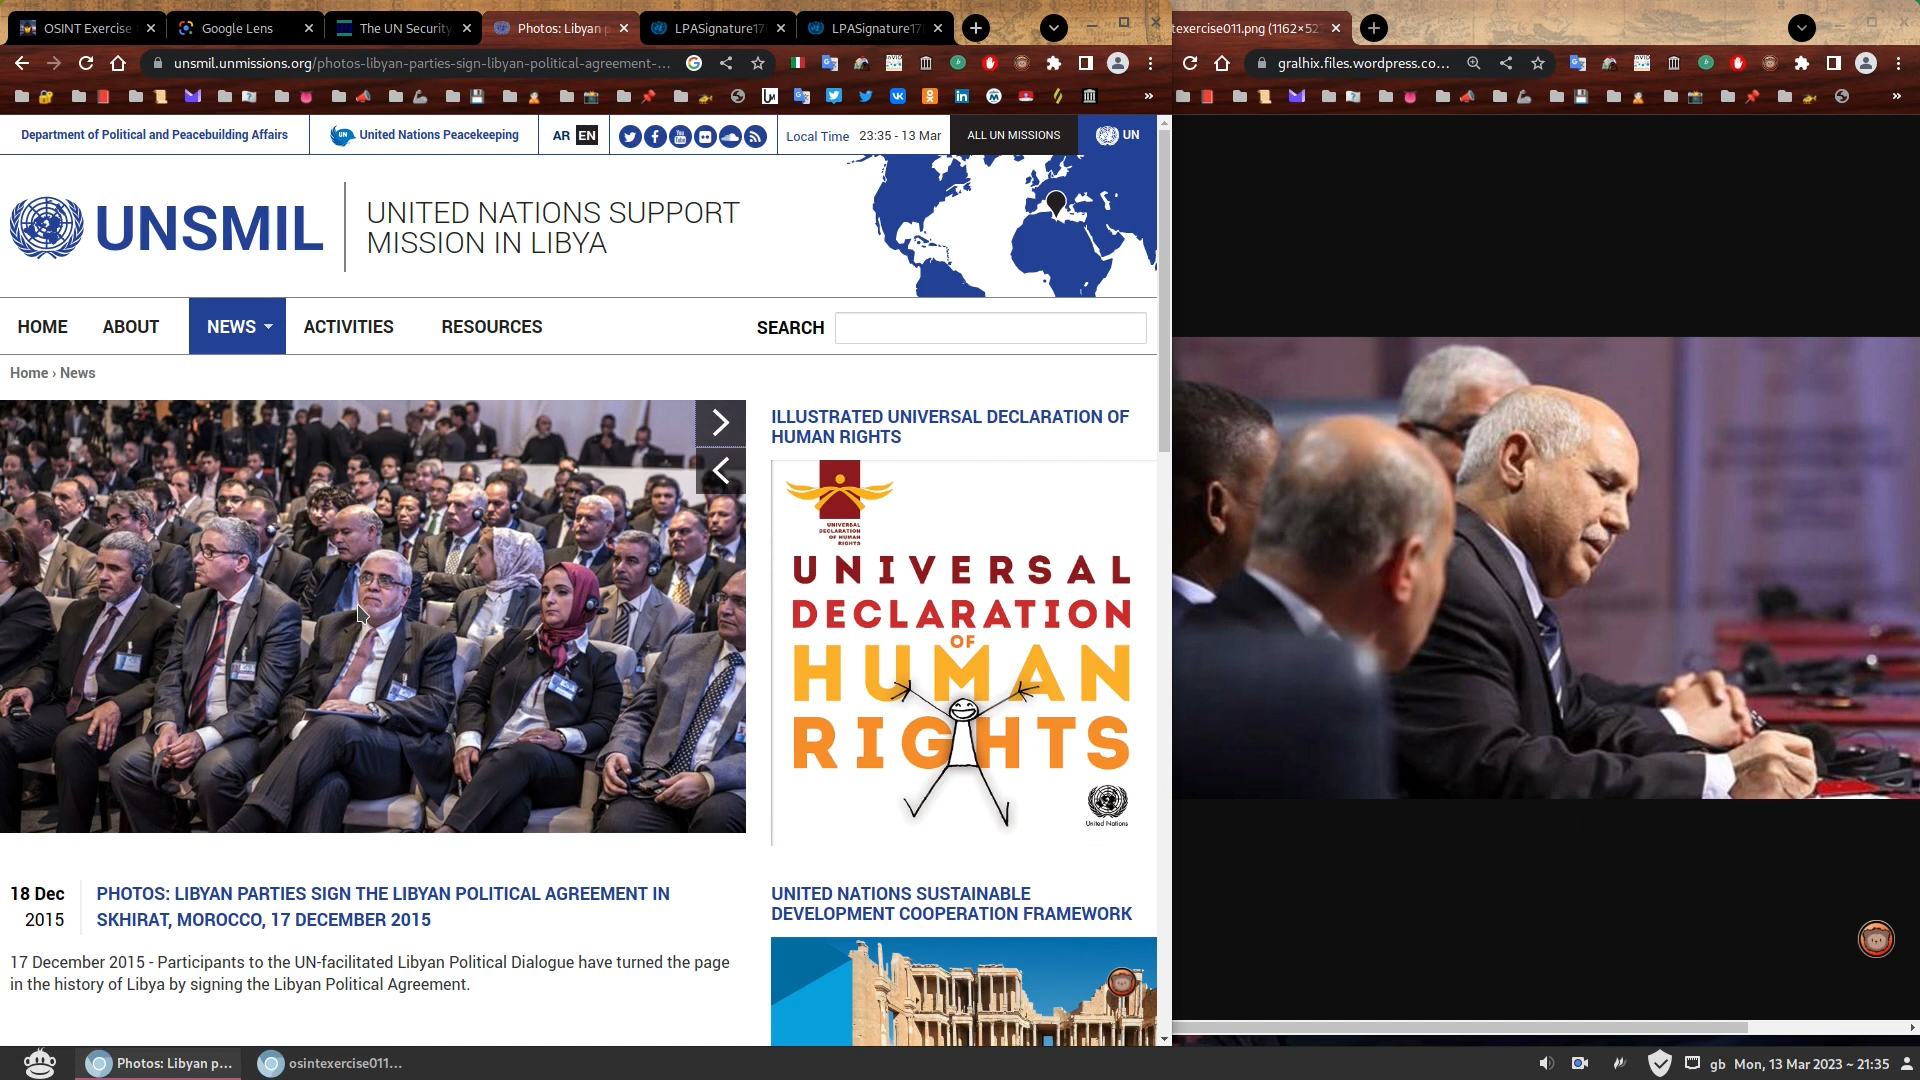 OSINT Exercise
Google Lens
The UN Security
Photos: Libyan p
LPASignature17
LPASignature17
texercise011.png (1162×52
unsmil.unmissions.org/photos-libyan-parties-sign-libyan-political-agreement-...
gralhix.files.wordpress.co...
Department of Political and Peacebuilding Affairs
UN
United Nations Peacekeeping
AR EN
Local Time 23:35 - 13 Mar
ALL UN MISSIONS
UN
UNSMIL
UNITED NATIONS SUPPORT
MISSION IN LIBYA
HOME
ABOUT
NEWS
ACTIVITIES
RESOURCES
SEARCH
Home › News
ILLUSTRATED UNIVERSAL DECLARATION OF
HUMAN RIGHTS
UNIVERSAL
DECLARATION
OF HUMAN
RIGHTS
UNIVERSAL
DECLARATION
OF
HUMAN
RIGHTS
United Nations
18 Dec
2015
PHOTOS: LIBYAN PARTIES SIGN THE LIBYAN POLITICAL AGREEMENT IN
SKHIRAT, MOROCCO, 17 DECEMBER 2015
17 December 2015 - Participants to the UN-facilitated Libyan Political Dialogue have turned the page
in the history of Libya by signing the Libyan Political Agreement.
UNITED NATIONS SUSTAINABLE
DEVELOPMENT COOPERATION FRAMEWORK
Photos: Libyan p...
osintexercise011...
gb
Mon, 13 Mar 2023 ~ 21:35